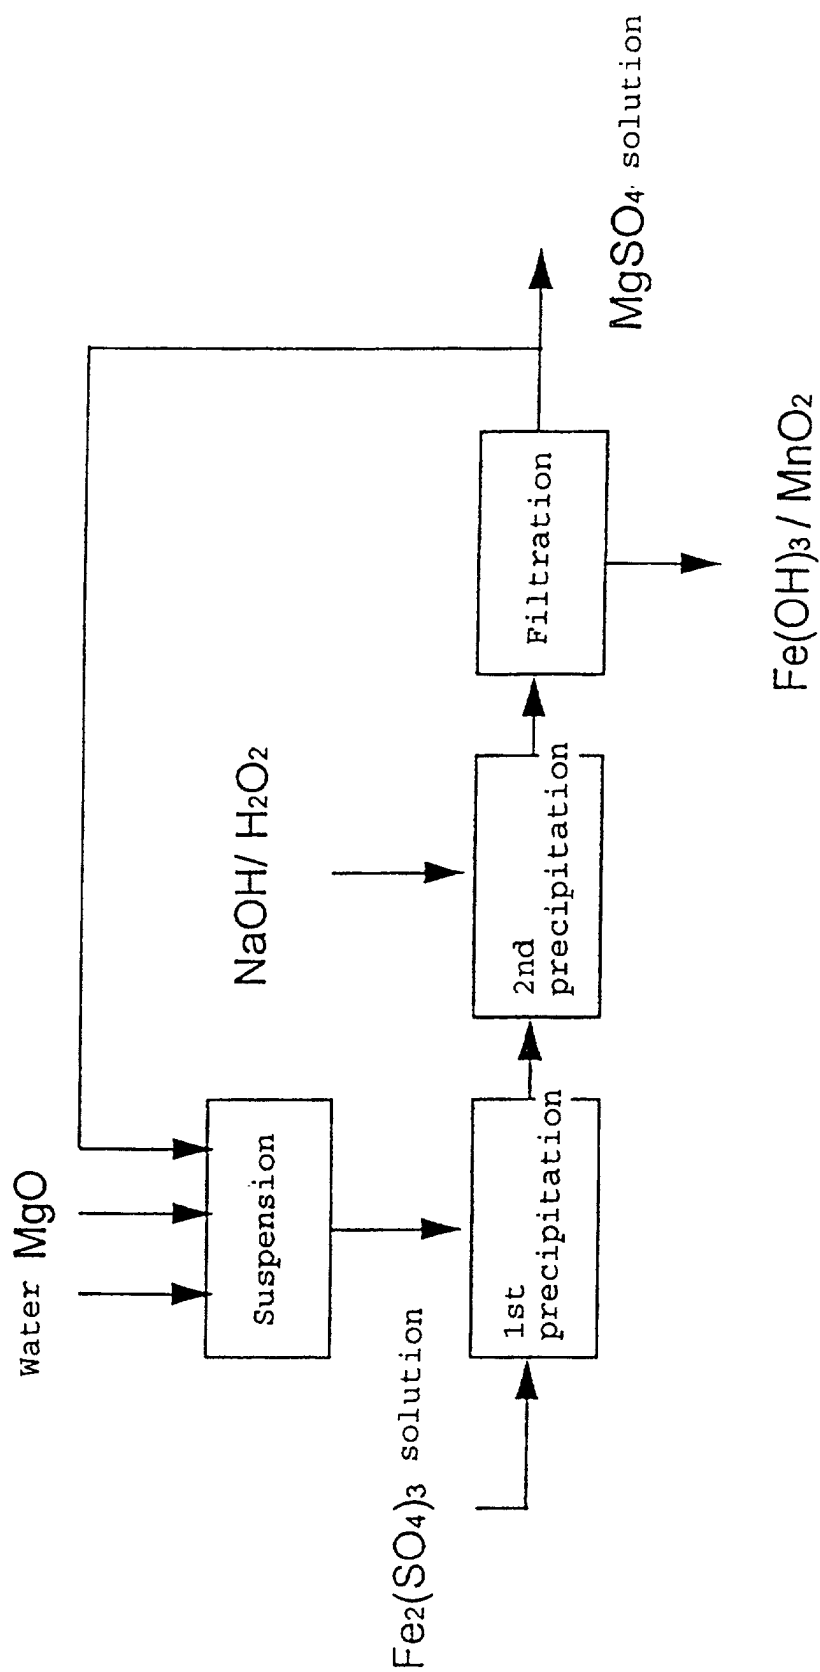 Water MgO
Suspension
NaOH/ H2O2
Fe2(SO4)3 solution
1st
precipitation
2nd
precipitation
Filtration
MgSO4 solution
Fe(OH)3 / MnO2